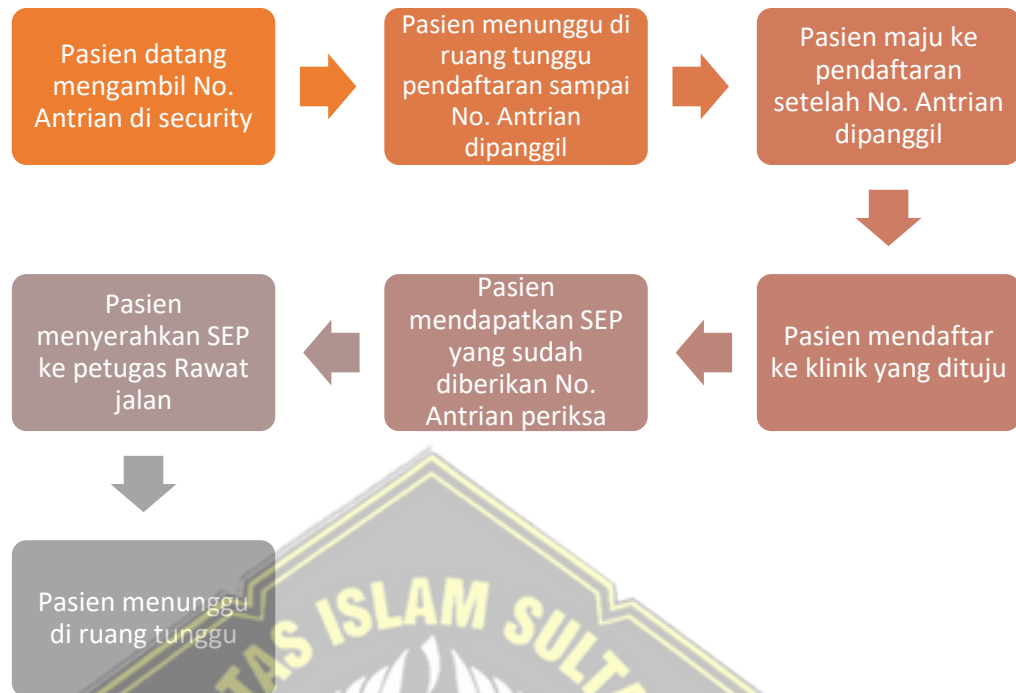 Pasien datang
mengambil No.
Antrian di security
Pasien menunggu di
ruang tunggu
pendaftaran sampai
No. Antrian
dipanggil
Pasien maju ke
pendaftaran
setelah No. Antrian
dipanggil
Pasien mendaftar
ke klinik yang dituju
Pasien
mendapatkan SEP
yang sudah
diberikan No.
Antrian periksa
Pasien
menyerahkan SEP
ke petugas Rawat
jalan
Pasien menunggu
di ruang tunggu
ISLAM